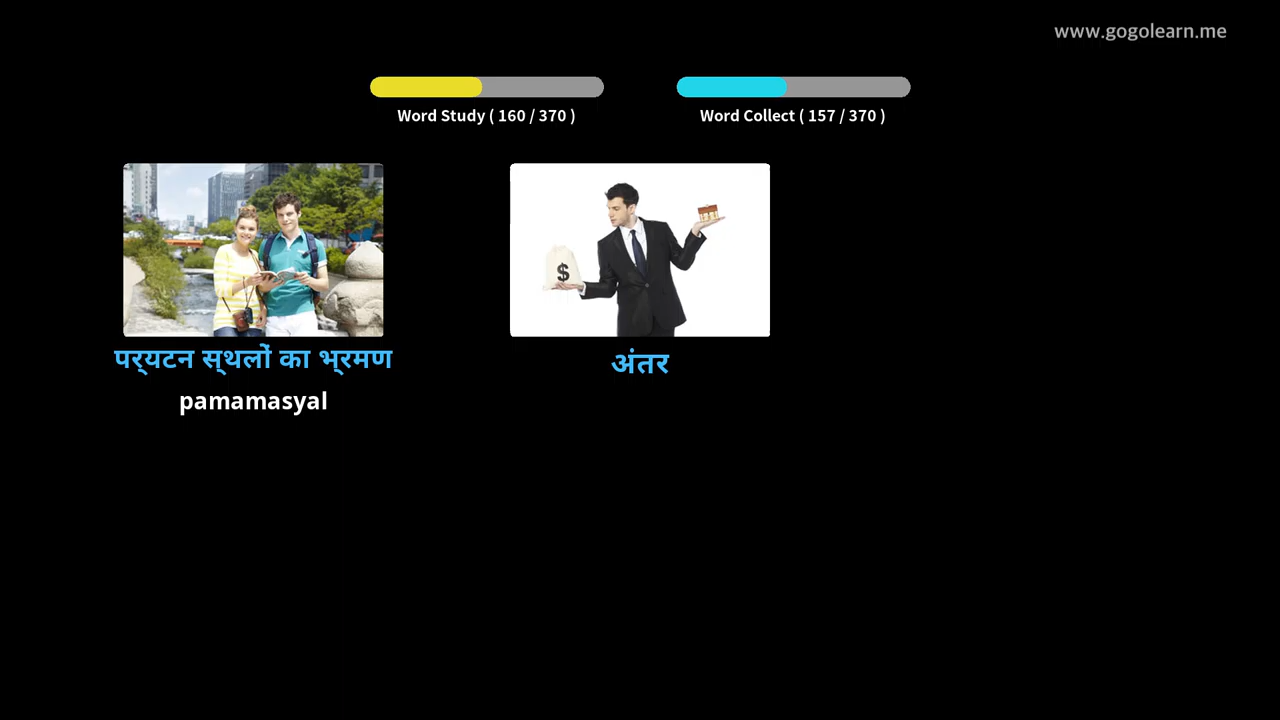 www.gogolearn.me
Word Study ( 160 / 370 )
Word Collect ( 157 / 370 )
पर्यटन स्थलों का भ्रमण
अंतर
pamamasyal
$